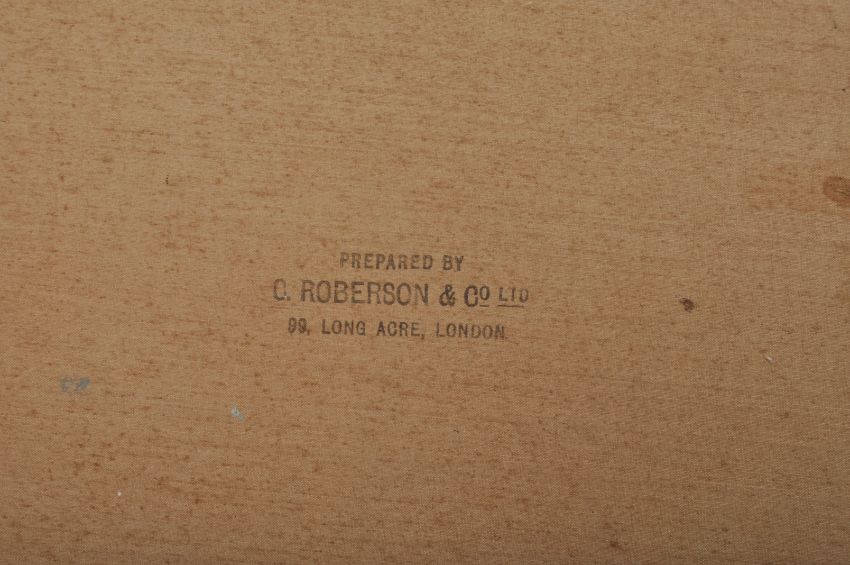 PREPARED BY
C. ROBERSON & Co LTD
99, LONG ACRE, LONDON.